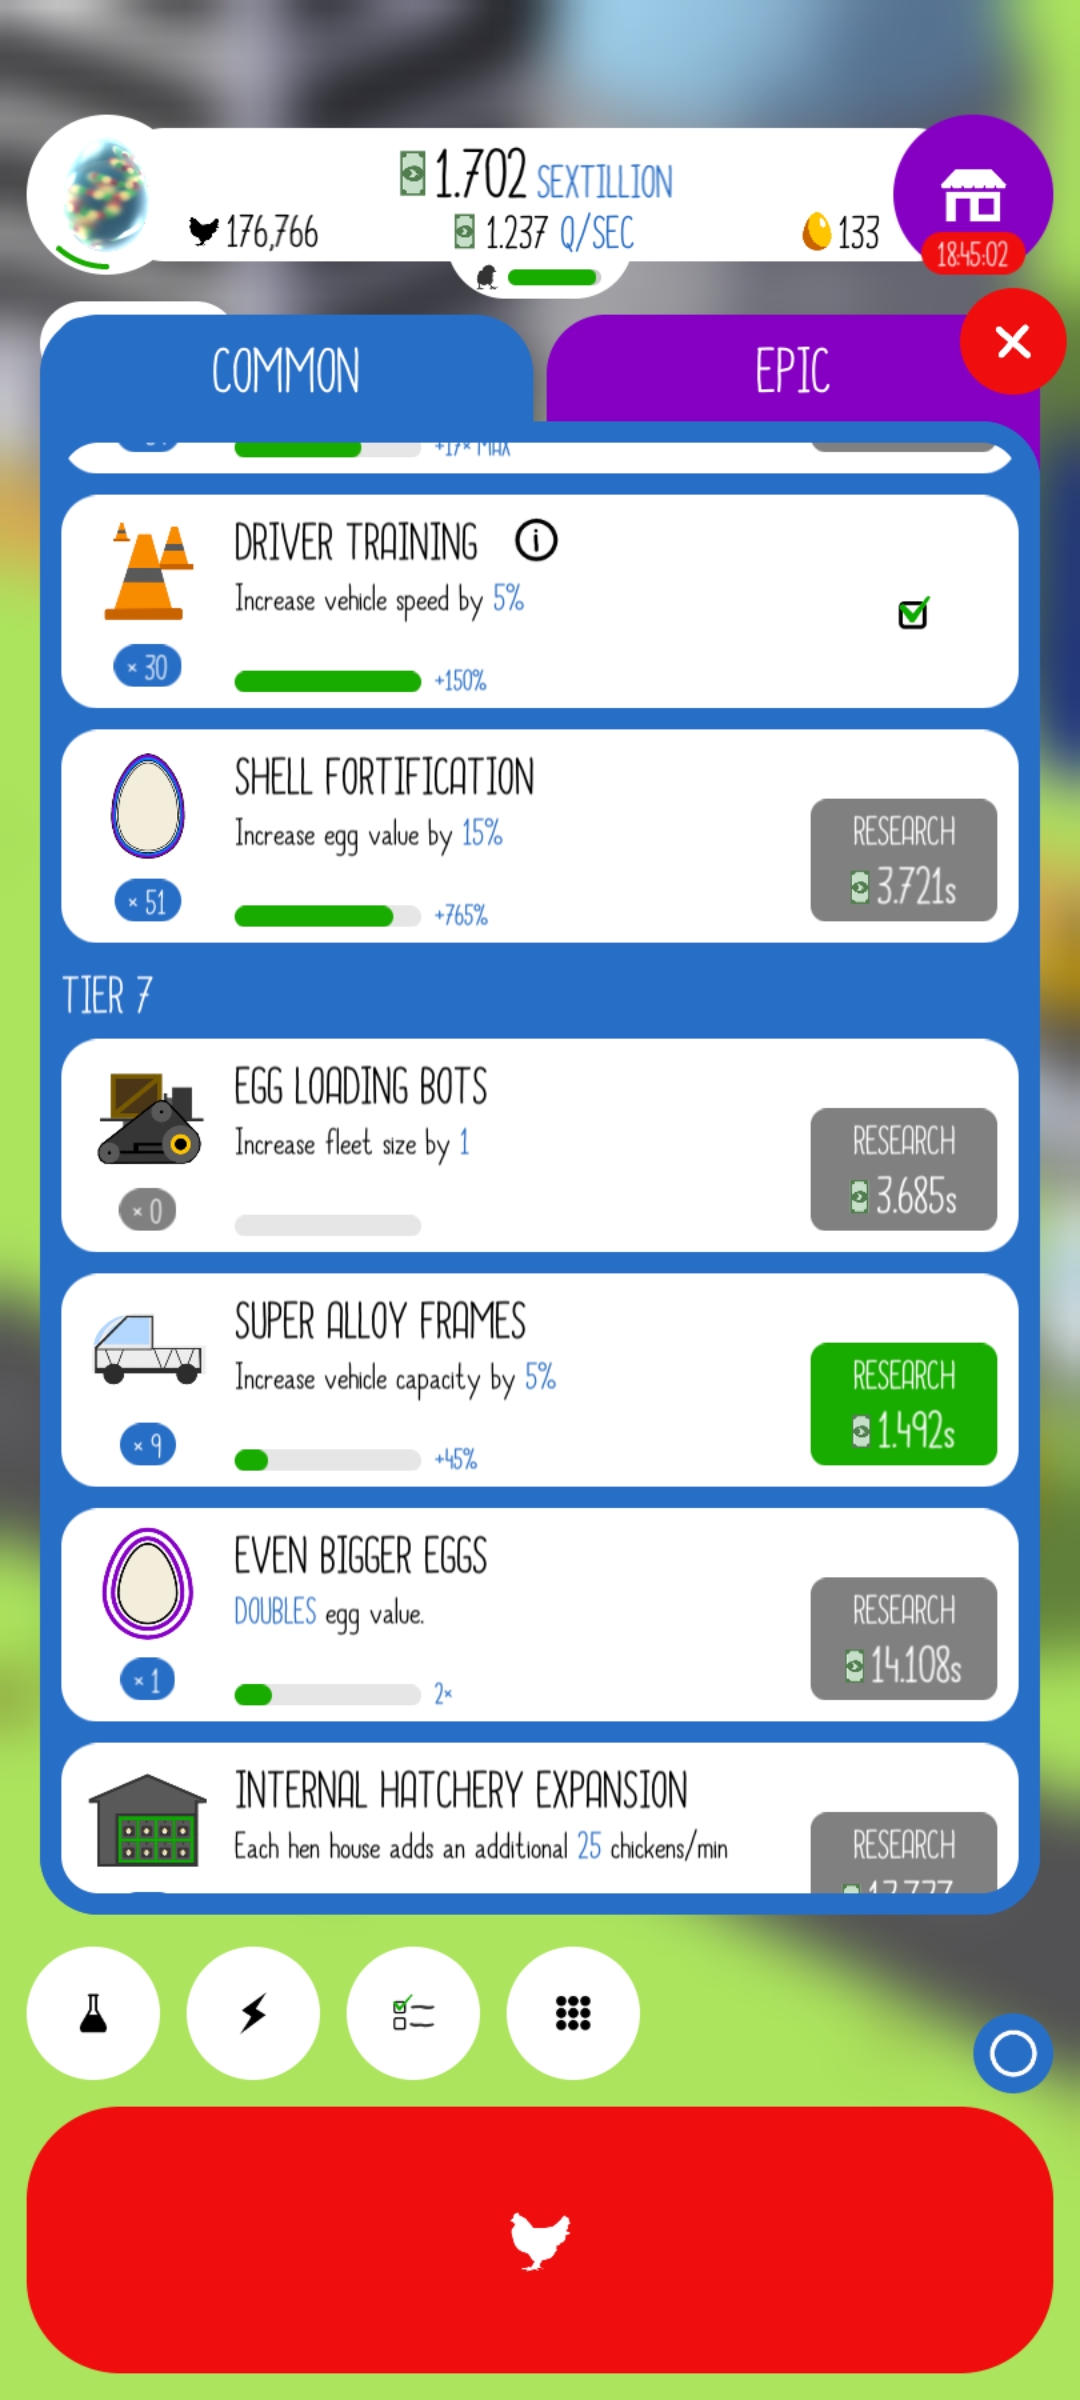 1.702 SEXTILLION
176,766
1.237 Q/SEC
133
18:45:02
COMMON
EPIC
+17× MAX
DRIVER TRAINING
Increase vehicle speed by 5%
× 30
+150%
SHELL FORTIFICATION
Increase egg value by 15%
RESEARCH
3.721s
× 51
+765%
TIER 7
EGG LOADING BOTS
Increase fleet size by 1
RESEARCH
3.685s
× 0
SUPER ALLOY FRAMES
Increase vehicle capacity by 5%
RESEARCH
1.492s
× 9
+45%
EVEN BIGGER EGGS
DOUBLES egg value.
RESEARCH
14.108s
× 1
2×
INTERNAL HATCHERY EXPANSION
Each hen house adds an additional 25 chickens/min
RESEARCH